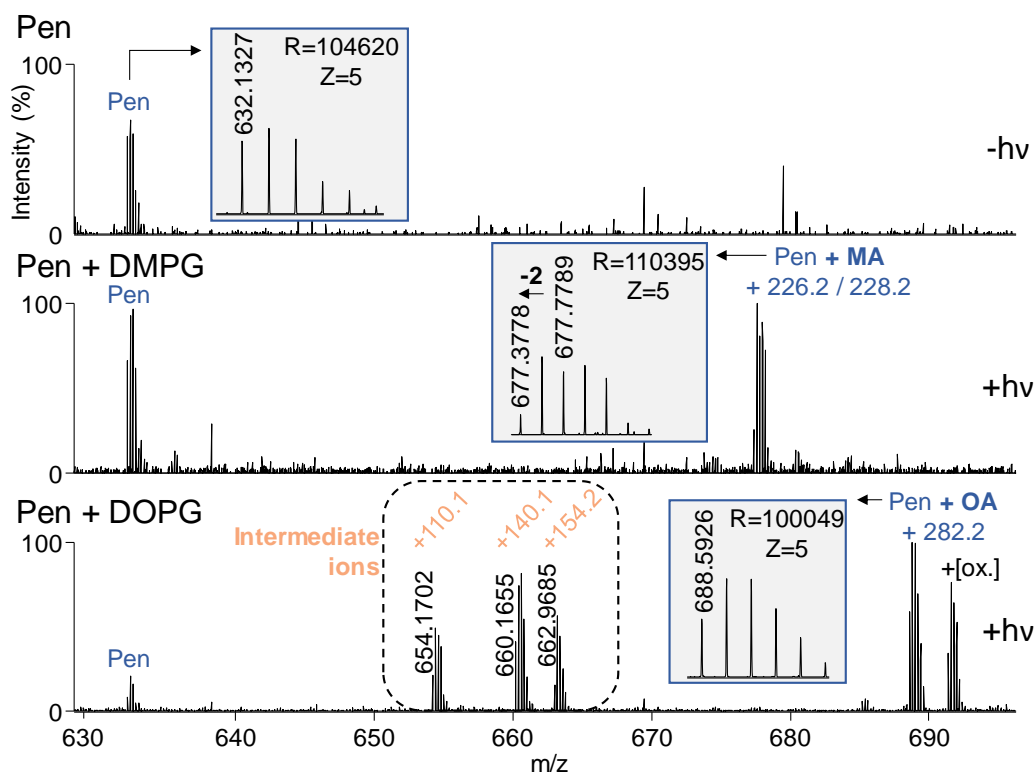 Pen
100
Intensity (%)
0
Pen
632.1327
R=104620
Z=5
-hν
Pen + DMPG
100
0
Pen
-2
677.3778
677.7789
R=110395
Z=5
Pen + MA
+ 226.2 / 228.2
+hν
Pen + DOPG
100
0
Pen
Intermediate
ions
+110.1
+140.1
+154.2
654.1702
660.1655
662.9685
688.5926
R=100049
Z=5
Pen + OA
+ 282.2
+[ox.]
+hν
630
640
650
660
670
680
690
m/z